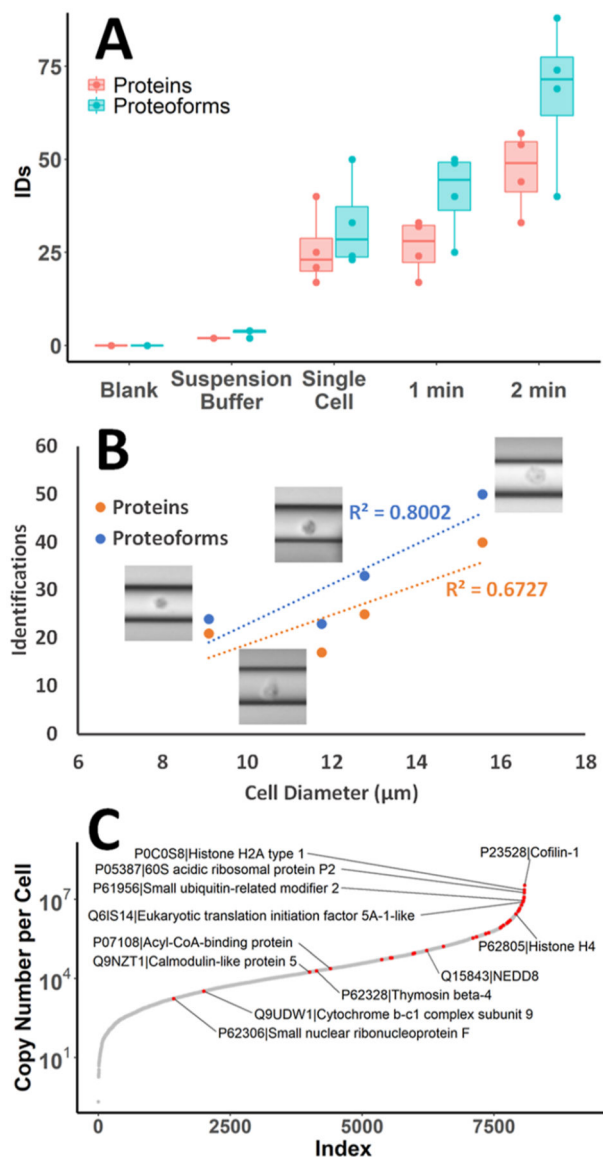 A
Proteins
Proteoforms
IDs
75
50
25
0
Blank
Suspension
Buffer
Single
Cell
1 min
2 min
B
Proteins
Proteoforms
R² = 0.8002
R² = 0.6727
Identifications
60
50
40
30
20
10
0
6
8
10
12
14
16
18
Cell Diameter (µm)
C
P0C0S8|Histone H2A type 1
P05387|60S acidic ribosomal protein P2
P61956|Small ubiquitin-related modifier 2
Q6IS14|Eukaryotic translation initiation factor 5A-1-like
P07108|Acyl-CoA-binding protein
Q9NZT1|Calmodulin-like protein 5
P23528|Cofilin-1
P62805|Histone H4
Q15843|NEDD8
P62328|Thymosin beta-4
Q9UDW1|Cytochrome b-c1 complex subunit 9
P62306|Small nuclear ribonucleoprotein F
Copy Number per Cell
10⁷
10⁴
10¹
0
2500
5000
7500
Index